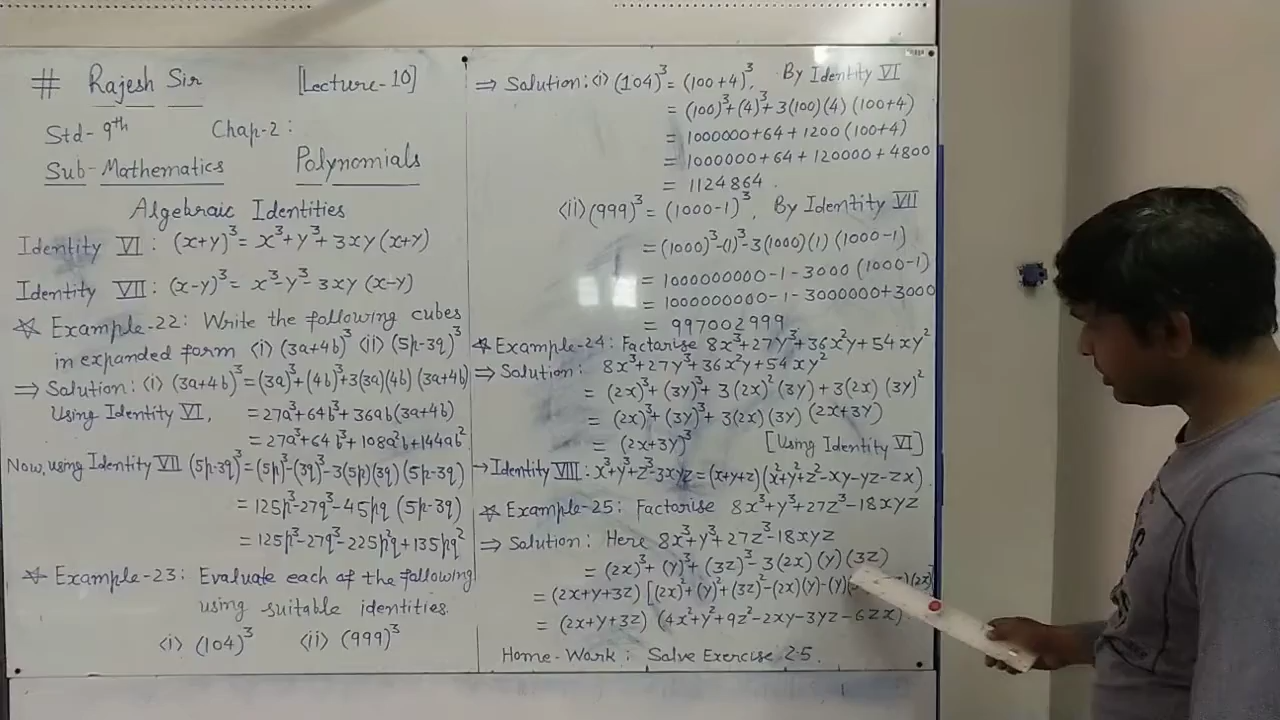 # Rajesh Sir [Lecture-10]
Std-9th Chap-2:
Sub-Mathematics Polynomials
Algebraic Identities
Identity VI: (x+y)³= x³+y³+3xy(x+y)
Identity VII: (x-y)³= x³-y³-3xy (x-y)
☆ Example-22: Write the following cubes
in expanded form <i> (3a+4b)³ <ii> (5p-3q)³
⇒ Solution: <i> (3a+4b)³=(3a)³+(4b)³+3(3a)(4b)(3a+4b)
Using Identity VI, =27a³+64b³+36ab(3a+4b)
=27a³+64b³+108a²b+144ab²
Now, using Identity VII (5p-3q)³=(5p)³-(3q)³-3(5p)(3q)(5p-3q)
= 125p³-27q³-45pq (5p-3q)
= 125p³-27q³-225p²q+135pq²
☆ Example-23: Evaluate each of the following
using suitable identities.
<i> (104)³ <ii> (999)³
⇒ Solution: <i> (104)³= (100+4)³, By Identity VI
= (100)³+(4)³+3(100)(4)(100+4)
= 1000000+64+1200(100+4)
= 1000000+64+120000+4800
= 1124864.
<ii> (999)³= (1000-1)³, By Identity VII
=(1000)³-(1)³-3(1000)(1)(1000-1)
= 1000000000-1-3000(1000-1)
= 1000000000-1-3000000+3000
= 997002999
☆ Example-24: Factorise 8x³+27y³+36x²y+54xy²
⇒ Solution: 8x³+27y³+36x²y+54xy²
= (2x)³+(3y)³+3(2x)²(3y)+3(2x)(3y)²
= (2x)³+(3y)³+3(2x)(3y)(2x+3y)
= (2x+3y)³ [Using Identity VI]
→ Identity VIII: x³+y³+z³-3xyz=(x+y+z)(x²+y²+z²-xy-yz-zx)
☆ Example-25: Factorise 8x³+y³+27z³-18xyz
⇒ Solution: Here 8x³+y³+27z³-18xyz
= (2x)³+(y)³+(3z)³-3(2x)(y)(3z)
= (2x+y+3z)[(2x)²+(y)²+(3z)²-(2x)(y)-(y)( )(2x)]
= (2x+y+3z)(4x²+y²+9z²-2xy-3yz-6zx)
Home-Work: Solve Exercise 2.5.